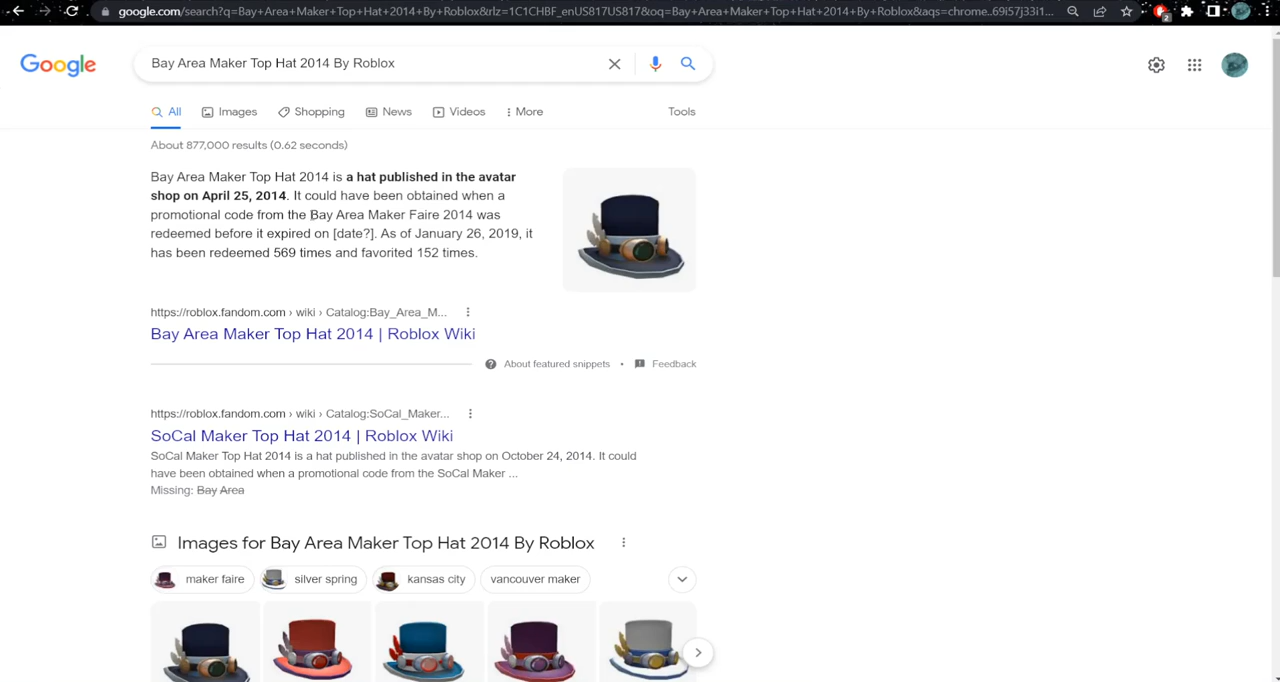 google.com/search?q=Bay+Area+Maker+Top+Hat+2014+By+Roblox&rlz=1C1CHBF_enUS817US817&oq=Bay+Area+Maker+Top+Hat+2014+By+Roblox&aqs=chrome..69i57j33i1...
2
Google
Bay Area Maker Top Hat 2014 By Roblox
All Images Shopping News Videos More Tools
About 877,000 results (0.62 seconds)
Bay Area Maker Top Hat 2014 is a hat published in the avatar
shop on April 25, 2014. It could have been obtained when a
promotional code from the Bay Area Maker Faire 2014 was
redeemed before it expired on [date?]. As of January 26, 2019, it
has been redeemed 569 times and favorited 152 times.
https://roblox.fandom.com › wiki › Catalog:Bay_Area_M...
Bay Area Maker Top Hat 2014 | Roblox Wiki
About featured snippets • Feedback
https://roblox.fandom.com › wiki › Catalog:SoCal_Maker...
SoCal Maker Top Hat 2014 | Roblox Wiki
SoCal Maker Top Hat 2014 is a hat published in the avatar shop on October 24, 2014. It could
have been obtained when a promotional code from the SoCal Maker ...
Missing: Bay Area
Images for Bay Area Maker Top Hat 2014 By Roblox
maker faire silver spring kansas city vancouver maker